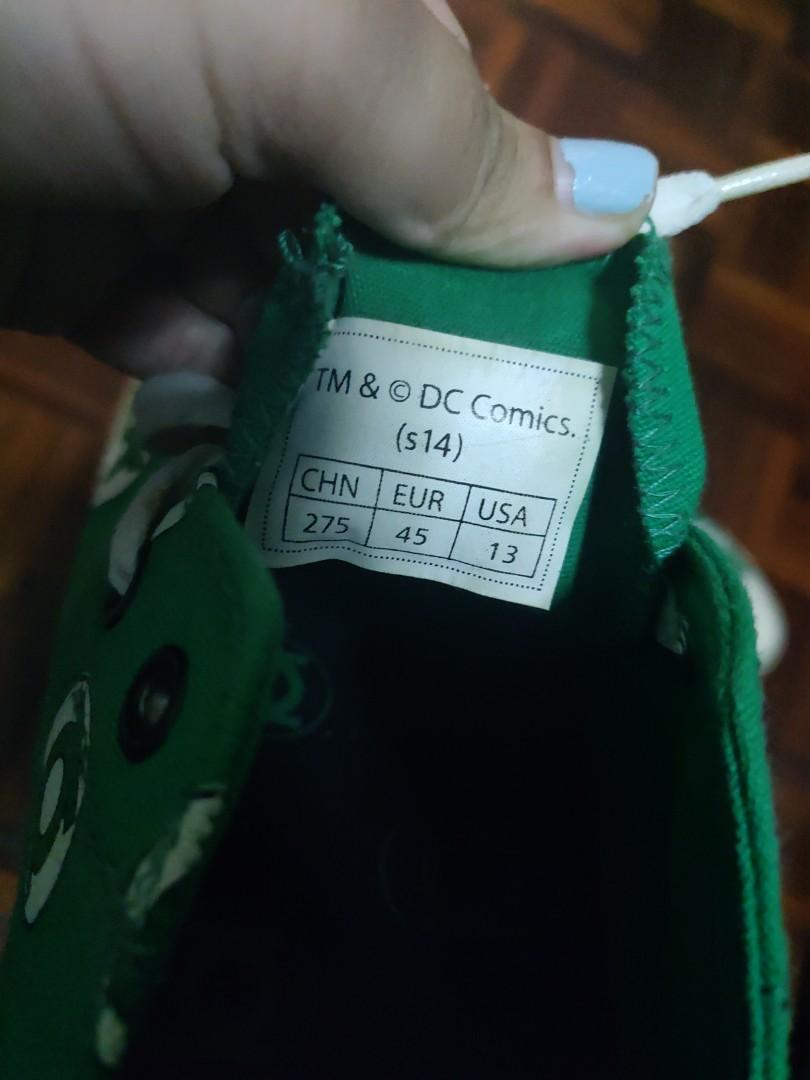 TM & © DC Comics.
(s14)
CHN EUR USA
275 45 13